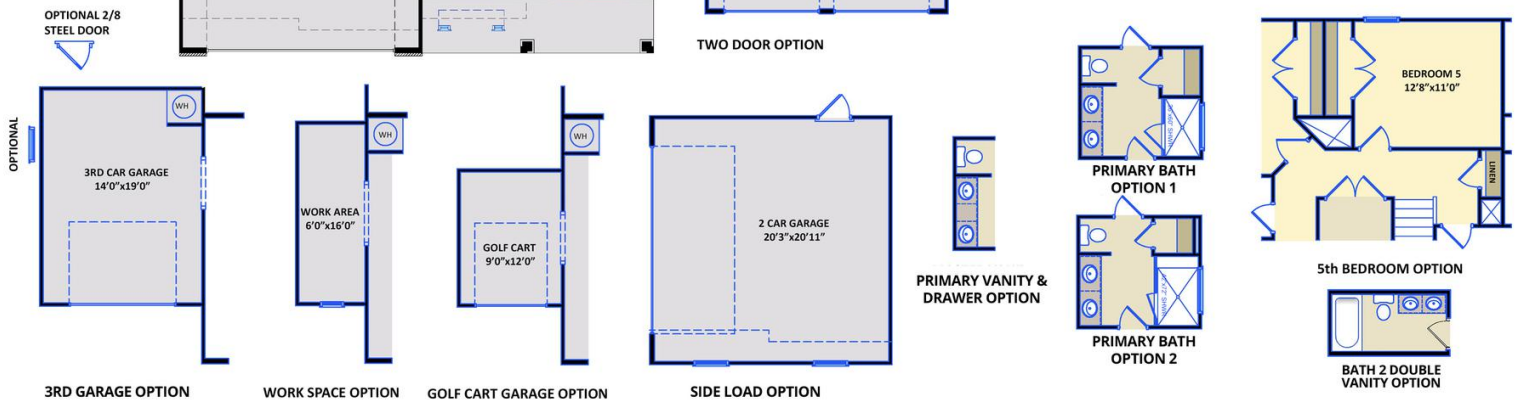 OPTIONAL 2/8
STEEL DOOR
TWO DOOR OPTION
OPTIONAL
WH
3RD CAR GARAGE
14'0"x19'0"
3RD GARAGE OPTION
WH
WORK AREA
6'0"x16'0"
WORK SPACE OPTION
WH
GOLF CART
9'0"x12'0"
GOLF CART GARAGE OPTION
2 CAR GARAGE
20'3"x20'11"
SIDE LOAD OPTION
PRIMARY VANITY &
DRAWER OPTION
PRIMARY BATH
OPTION 1
PRIMARY BATH
OPTION 2
BEDROOM 5
12'8"x11'0"
LINEN
5th BEDROOM OPTION
BATH 2 DOUBLE
VANITY OPTION